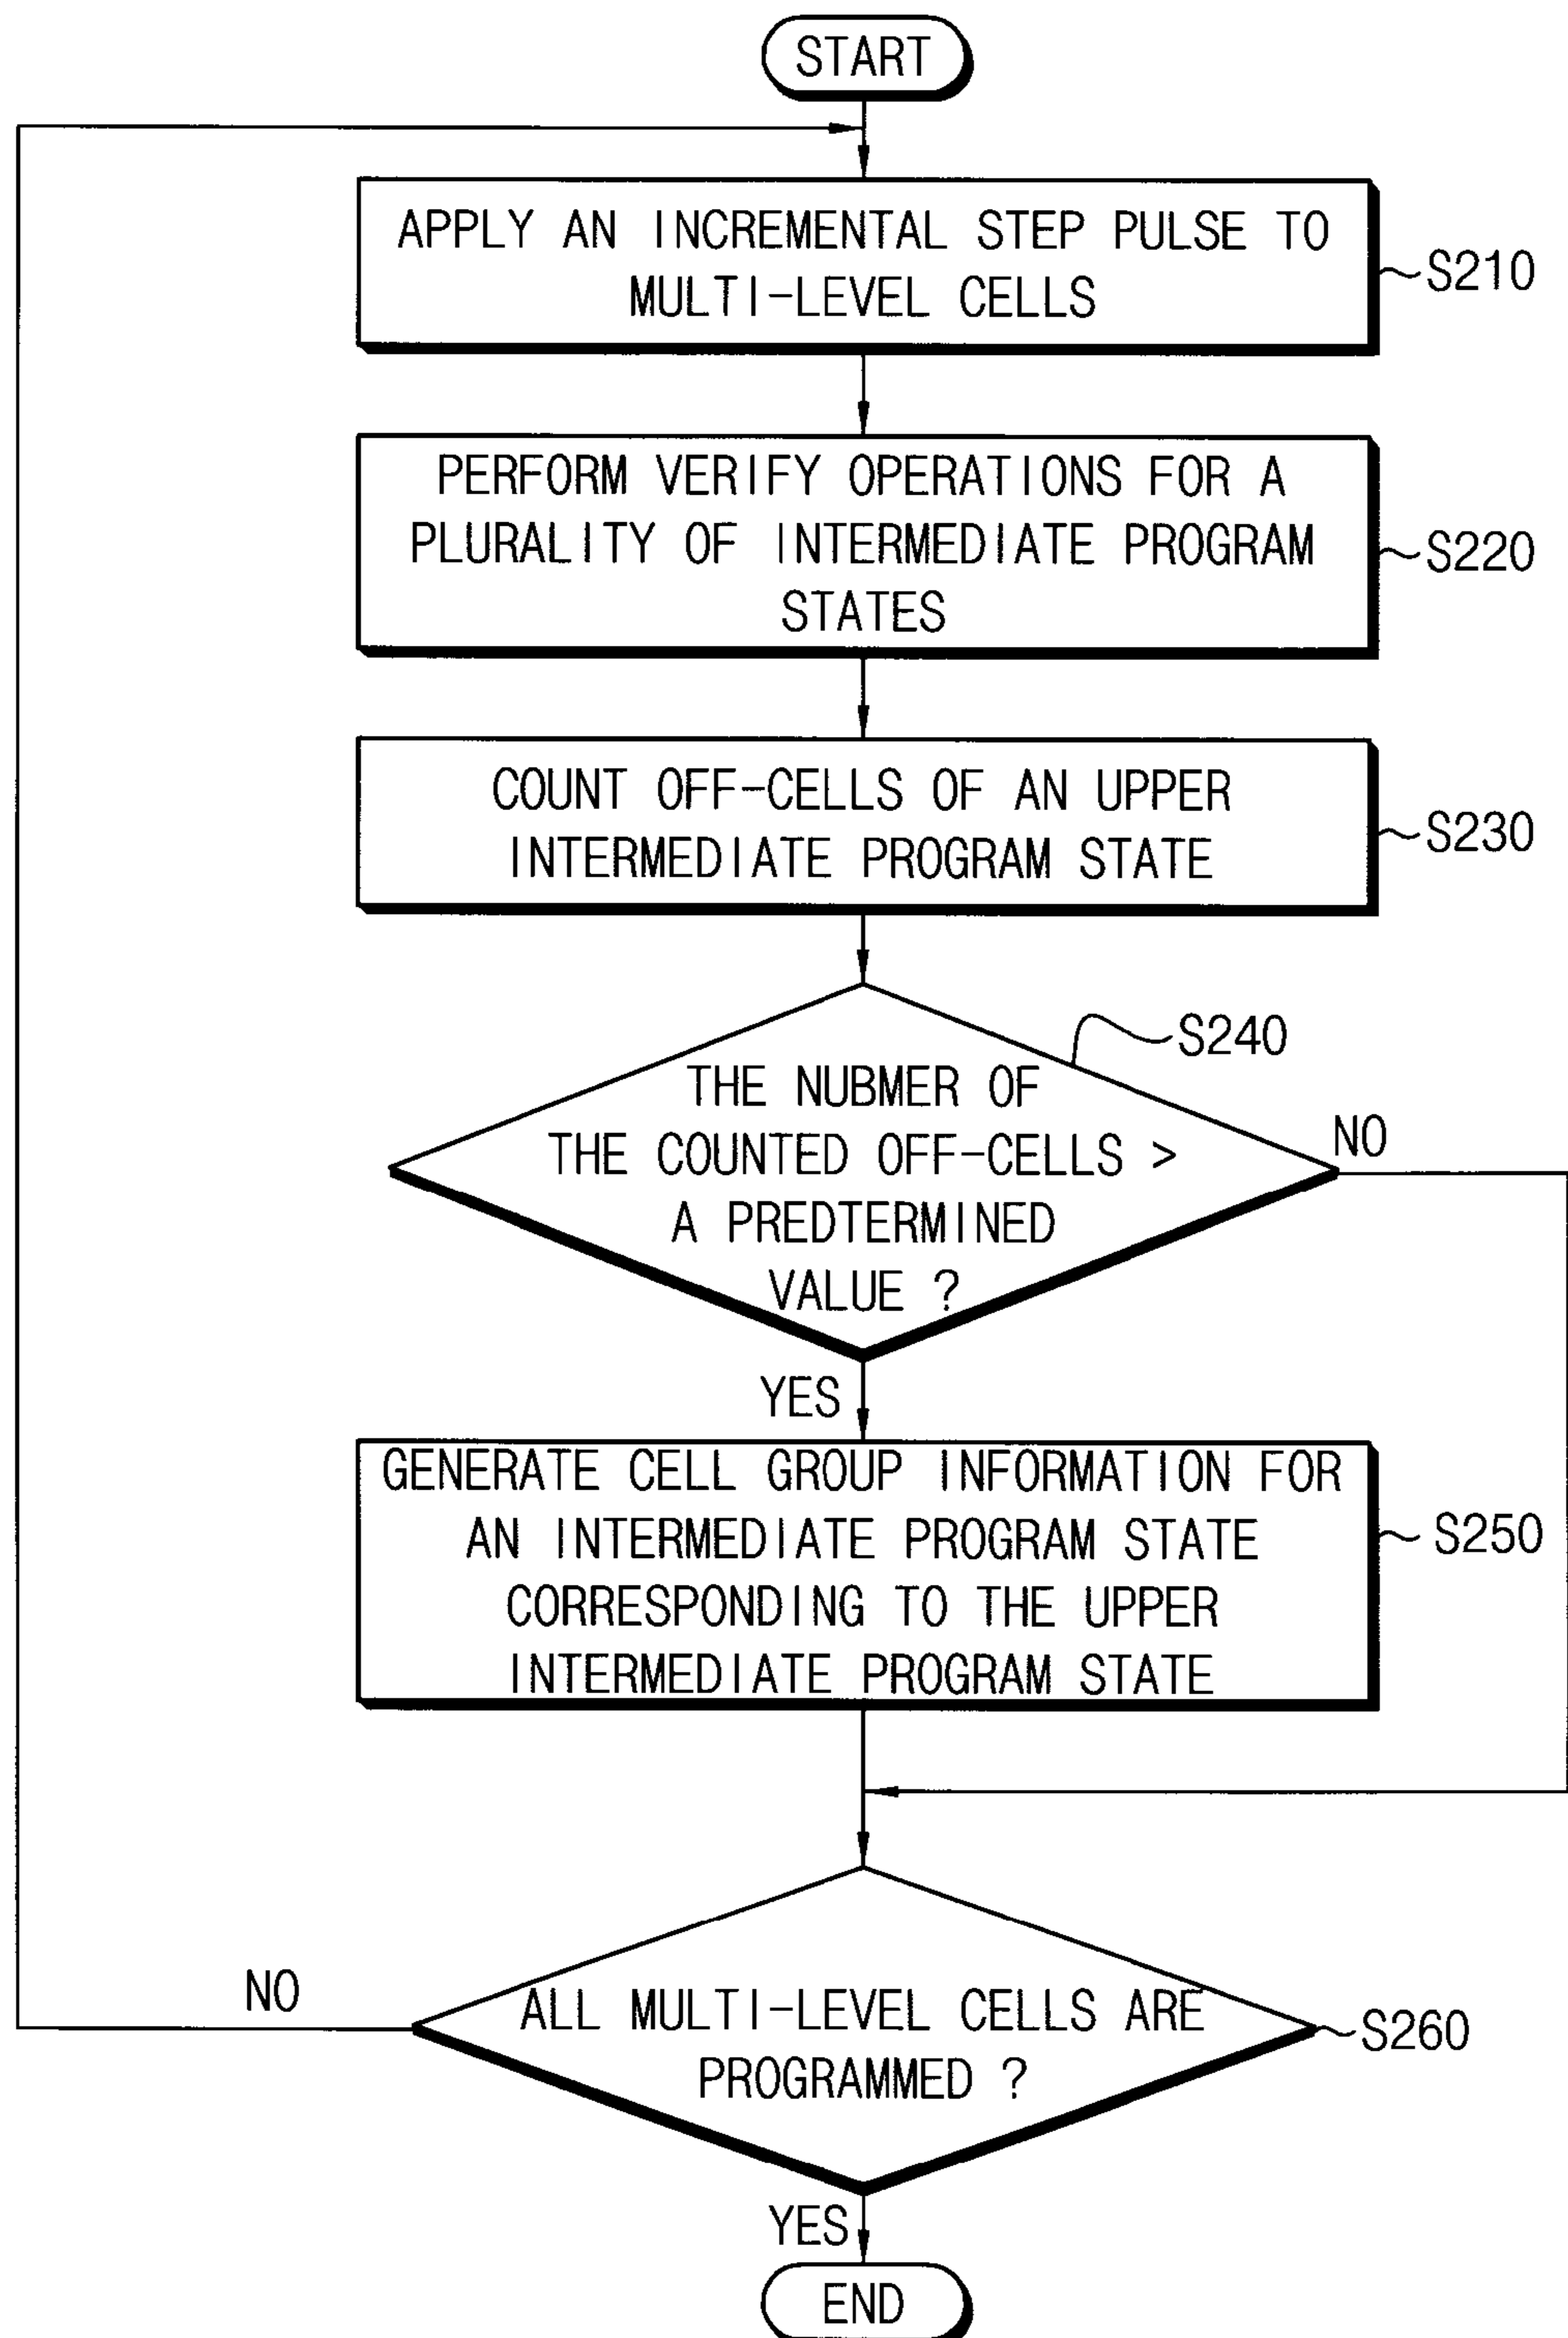 START
APPLY AN INCREMENTAL STEP PULSE TO
MULTI-LEVEL CELLS
S210
PERFORM VERIFY OPERATIONS FOR A
PLURALITY OF INTERMEDIATE PROGRAM
STATES
S220
COUNT OFF-CELLS OF AN UPPER
INTERMEDIATE PROGRAM STATE
S230
S240
THE NUBMER OF
THE COUNTED OFF-CELLS >
A PREDTERMINED
VALUE ?
NO
YES
GENERATE CELL GROUP INFORMATION FOR
AN INTERMEDIATE PROGRAM STATE
CORRESPONDING TO THE UPPER
INTERMEDIATE PROGRAM STATE
S250
NO
ALL MULTI-LEVEL CELLS ARE
PROGRAMMED ?
S260
YES
END